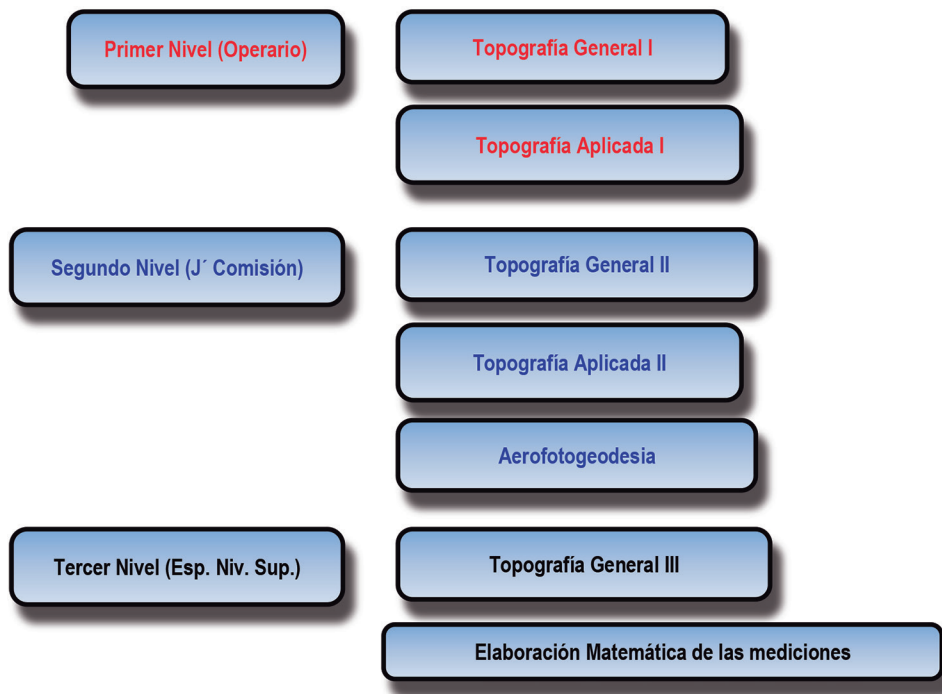 Primer Nivel (Operario)
Topografía General I
Topografía Aplicada I
Segundo Nivel (J´ Comisión)
Topografía General II
Topografía Aplicada II
Aerofotogeodesia
Tercer Nivel (Esp. Niv. Sup.)
Topografía General III
Elaboración Matemática de las mediciones